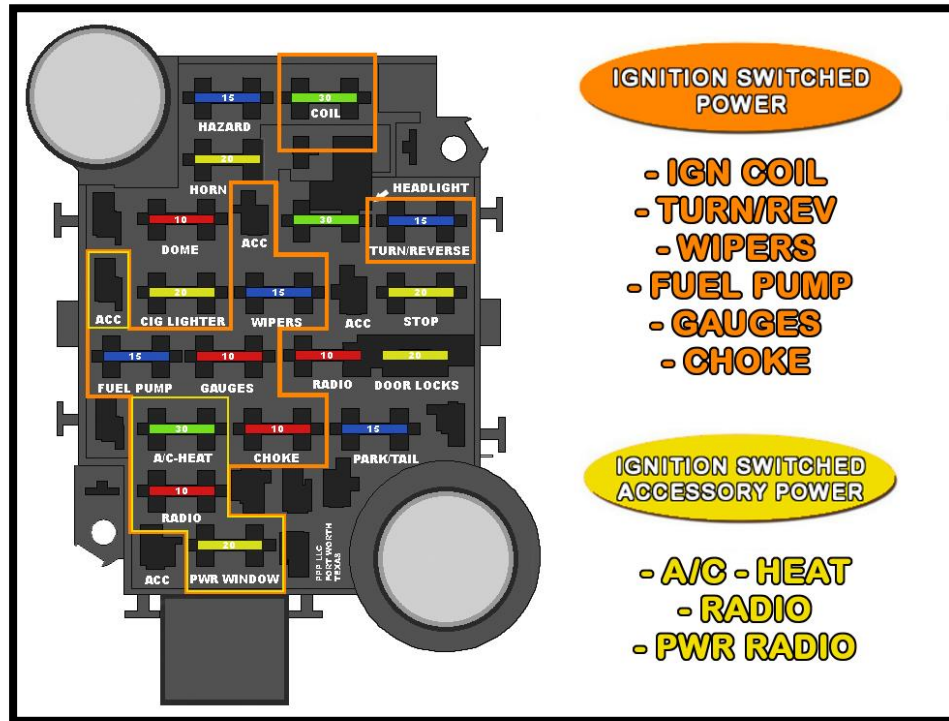 15
HAZARD
30
COIL
20
HORN
HEADLIGHT
10
DOME
ACC
30
15
TURN/REVERSE
ACC
20
CIG LIGHTER
15
WIPERS
ACC
20
STOP
15
FUEL PUMP
10
GAUGES
10
RADIO
20
DOOR LOCKS
30
A/C-HEAT
10
CHOKE
15
PARK/TAIL
10
RADIO
ACC
20
PWR WINDOW
PPP LLC
FORT WORTH
TEXAS
IGNITION SWITCHED
POWER
- IGN COIL
- TURN/REV
- WIPERS
- FUEL PUMP
- GAUGES
- CHOKE
IGNITION SWITCHED
ACCESSORY POWER
- A/C - HEAT
- RADIO
- PWR RADIO